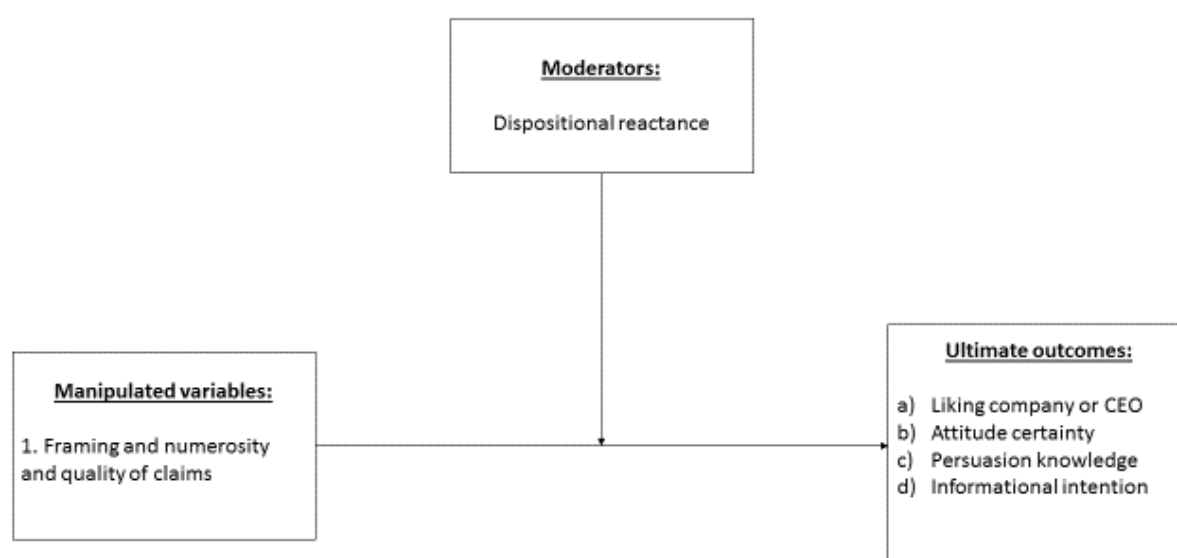 Moderators:
Dispositional reactance
Manipulated variables:
1. Framing and numerosity
and quality of claims
Ultimate outcomes:
a) Liking company or CEO
b) Attitude certainty
c) Persuasion knowledge
d) Informational intention